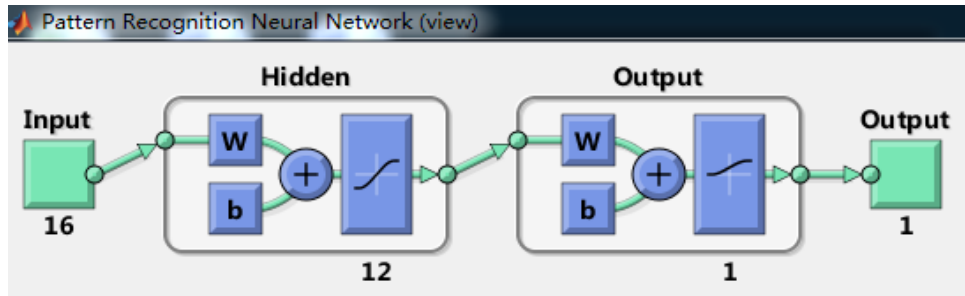 Pattern Recognition Neural Network (view)
Hidden Output
Input Output
W W
b b
16 1
12 1